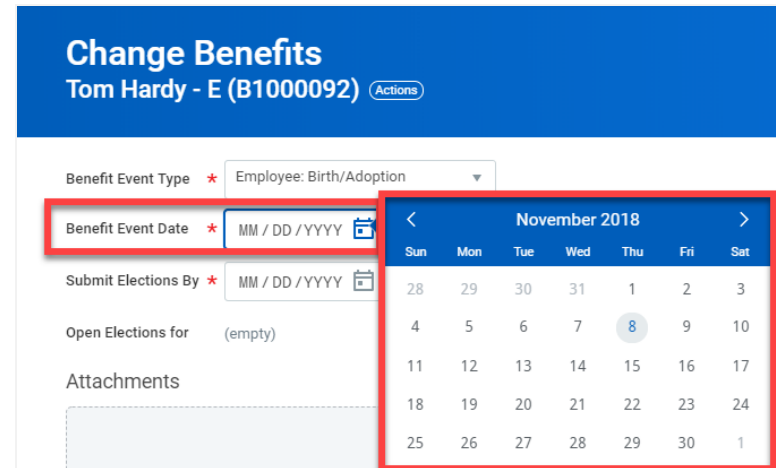 Change Benefits
Tom Hardy - E (B1000092) Actions
Benefit Event Type * Employee: Birth/Adoption
Benefit Event Date * MM / DD / YYYY
Submit Elections By * MM / DD / YYYY
Open Elections for (empty)
Attachments
November 2018
Sun Mon Tue Wed Thu Fri Sat
28 29 30 31 1 2 3
4 5 6 7 8 9 10
11 12 13 14 15 16 17
18 19 20 21 22 23 24
25 26 27 28 29 30 1